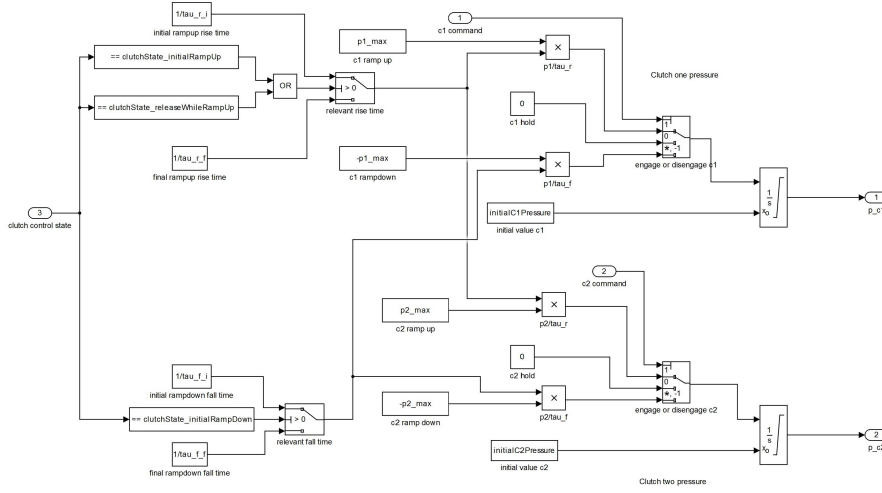 1/tau_r_i
initial rampup rise time
1
c1 command
p1_max
c1 ramp up
×
p1/tau_r
== clutchState_initialRampUp
OR
> 0
relevant rise time
== clutchState_releaseWhileRampUp
Clutch one pressure
0
c1 hold
1
0
*, -1
engage or disengage c1
1/tau_r_f
final rampup rise time
-p1_max
c1 rampdown
×
p1/tau_f
3
clutch control state
initialC1Pressure
initial value c1
1
s
xo
1
p_c1
2
c2 command
p2_max
c2 ramp up
×
p2/tau_r
0
c2 hold
1
0
*, -1
engage or disengage c2
1/tau_f_i
initial rampdown fall time
== clutchState_initialRampDown
> 0
relevant fall time
-p2_max
c2 ramp down
×
p2/tau_f
1/tau_f_f
final rampdown fall time
initialC2Pressure
initial value c2
1
s
xo
2
p_c2
Clutch two pressure